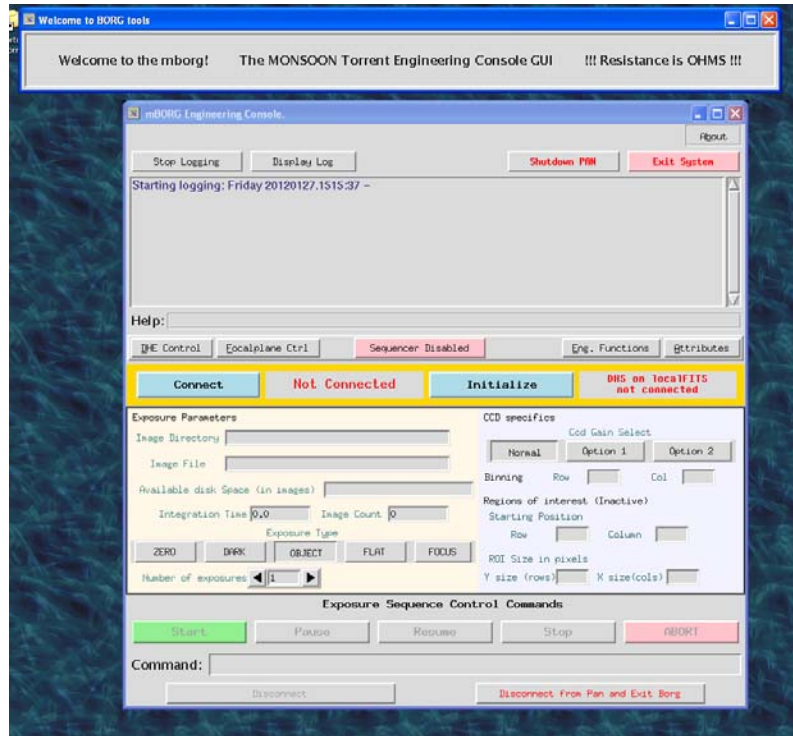 Welcome to BORG tools
Welcome to the mborg! The MONSOON Torrent Engineering Console GUI !!! Resistance is OHMS !!!
mBORG Engineering Console.
About
Stop Logging Display Log Shutdown PAN Exit System
Starting logging: Friday 20120127.1515:37 –
Help:
DHE Control Focalplane Ctrl Sequencer Disabled Eng. Functions Attributes
Connect Not Connected Initialize DHS on localFITS
not connected
Exposure Parameters CCD specifics
Image Directory Ccd Gain Select
Normal Option 1 Option 2
Image File
Binning Row Col
Available disk Space (in images)
Regions of interest (Inactive)
Integration Time 0.0 Image Count 0 Starting Position
Exposure Type Row Column
ZERO DARK OBJECT FLAT FOCUS
ROI Size in pixels
Number of exposures 1 Y size (rows) X size(cols)
Exposure Sequence Control Commands
Start Pause Resume Stop ABORT
Command:
Disconnect Disconnect from Pan and Exit Borg